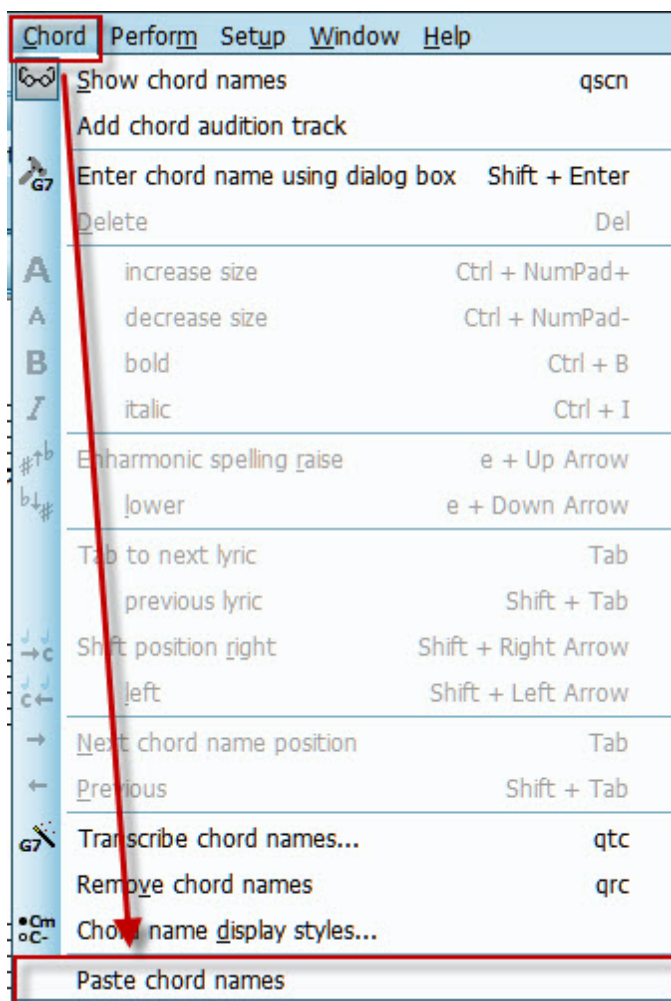 Chord Perform Setup Window Help
Show chord names qscn
Add chord audition track
G7 Enter chord name using dialog box Shift + Enter
Delete Del
A increase size Ctrl + NumPad+
A decrease size Ctrl + NumPad-
B bold Ctrl + B
I italic Ctrl + I
#↑b Enharmonic spelling raise e + Up Arrow
b↓# lower e + Down Arrow
Tab to next lyric Tab
previous lyric Shift + Tab
→c Shift position right Shift + Right Arrow
c← left Shift + Left Arrow
→ Next chord name position Tab
← Previous Shift + Tab
G7 Transcribe chord names... qtc
Remove chord names qrc
•Cm
oC- Chord name display styles...
Paste chord names